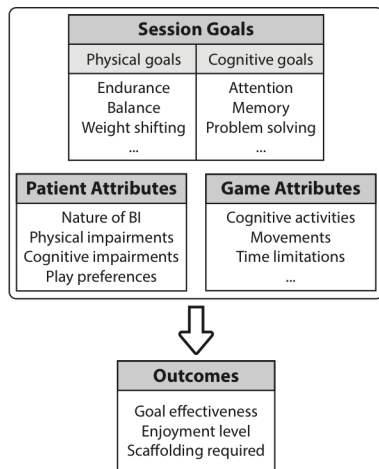 Session Goals
Physical goals
Cognitive goals
Endurance
Balance
Weight shifting
...
Attention
Memory
Problem solving
...
Patient Attributes
Nature of BI
Physical impairments
Cognitive impairments
Play preferences
Game Attributes
Cognitive activities
Movements
Time limitations
...
Outcomes
Goal effectiveness
Enjoyment level
Scaffolding required